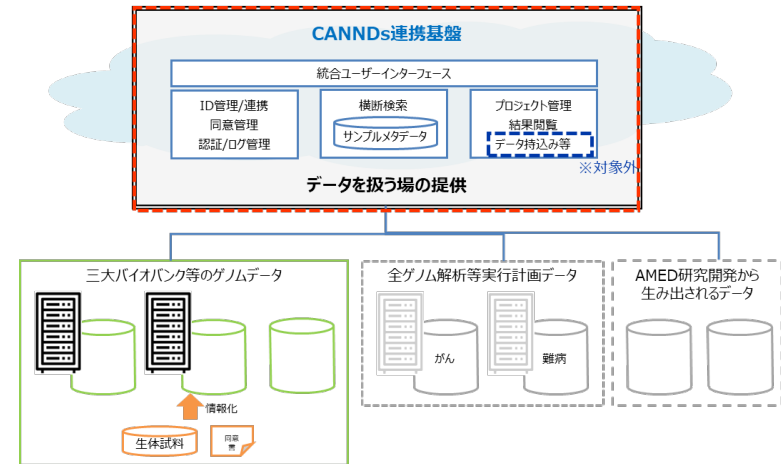 CANNDs連携基盤
統合ユーザーインターフェース
ID管理/連携
同意管理
認証/ログ管理
横断検索
サンプルメタデータ
プロジェクト管理
結果閲覧
データ持込み等
※対象外
データを扱う場の提供
三大バイオバンク等のゲノムデータ
情報化
生体試料
同意
書
全ゲノム解析等実行計画データ
がん
難病
AMED研究開発から
生み出されるデータ